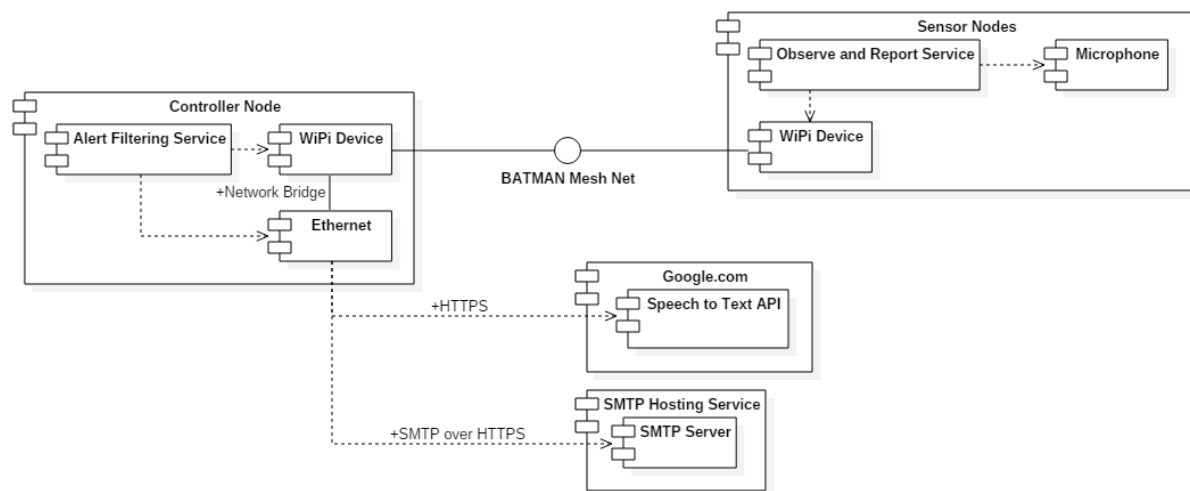 Sensor Nodes
Observe and Report Service
Microphone
Controller Node
Alert Filtering Service
WiPi Device
WiPi Device
BATMAN Mesh Net
+Network Bridge
Ethernet
Google.com
+HTTPS
Speech to Text API
SMTP Hosting Service
+SMTP over HTTPS
SMTP Server